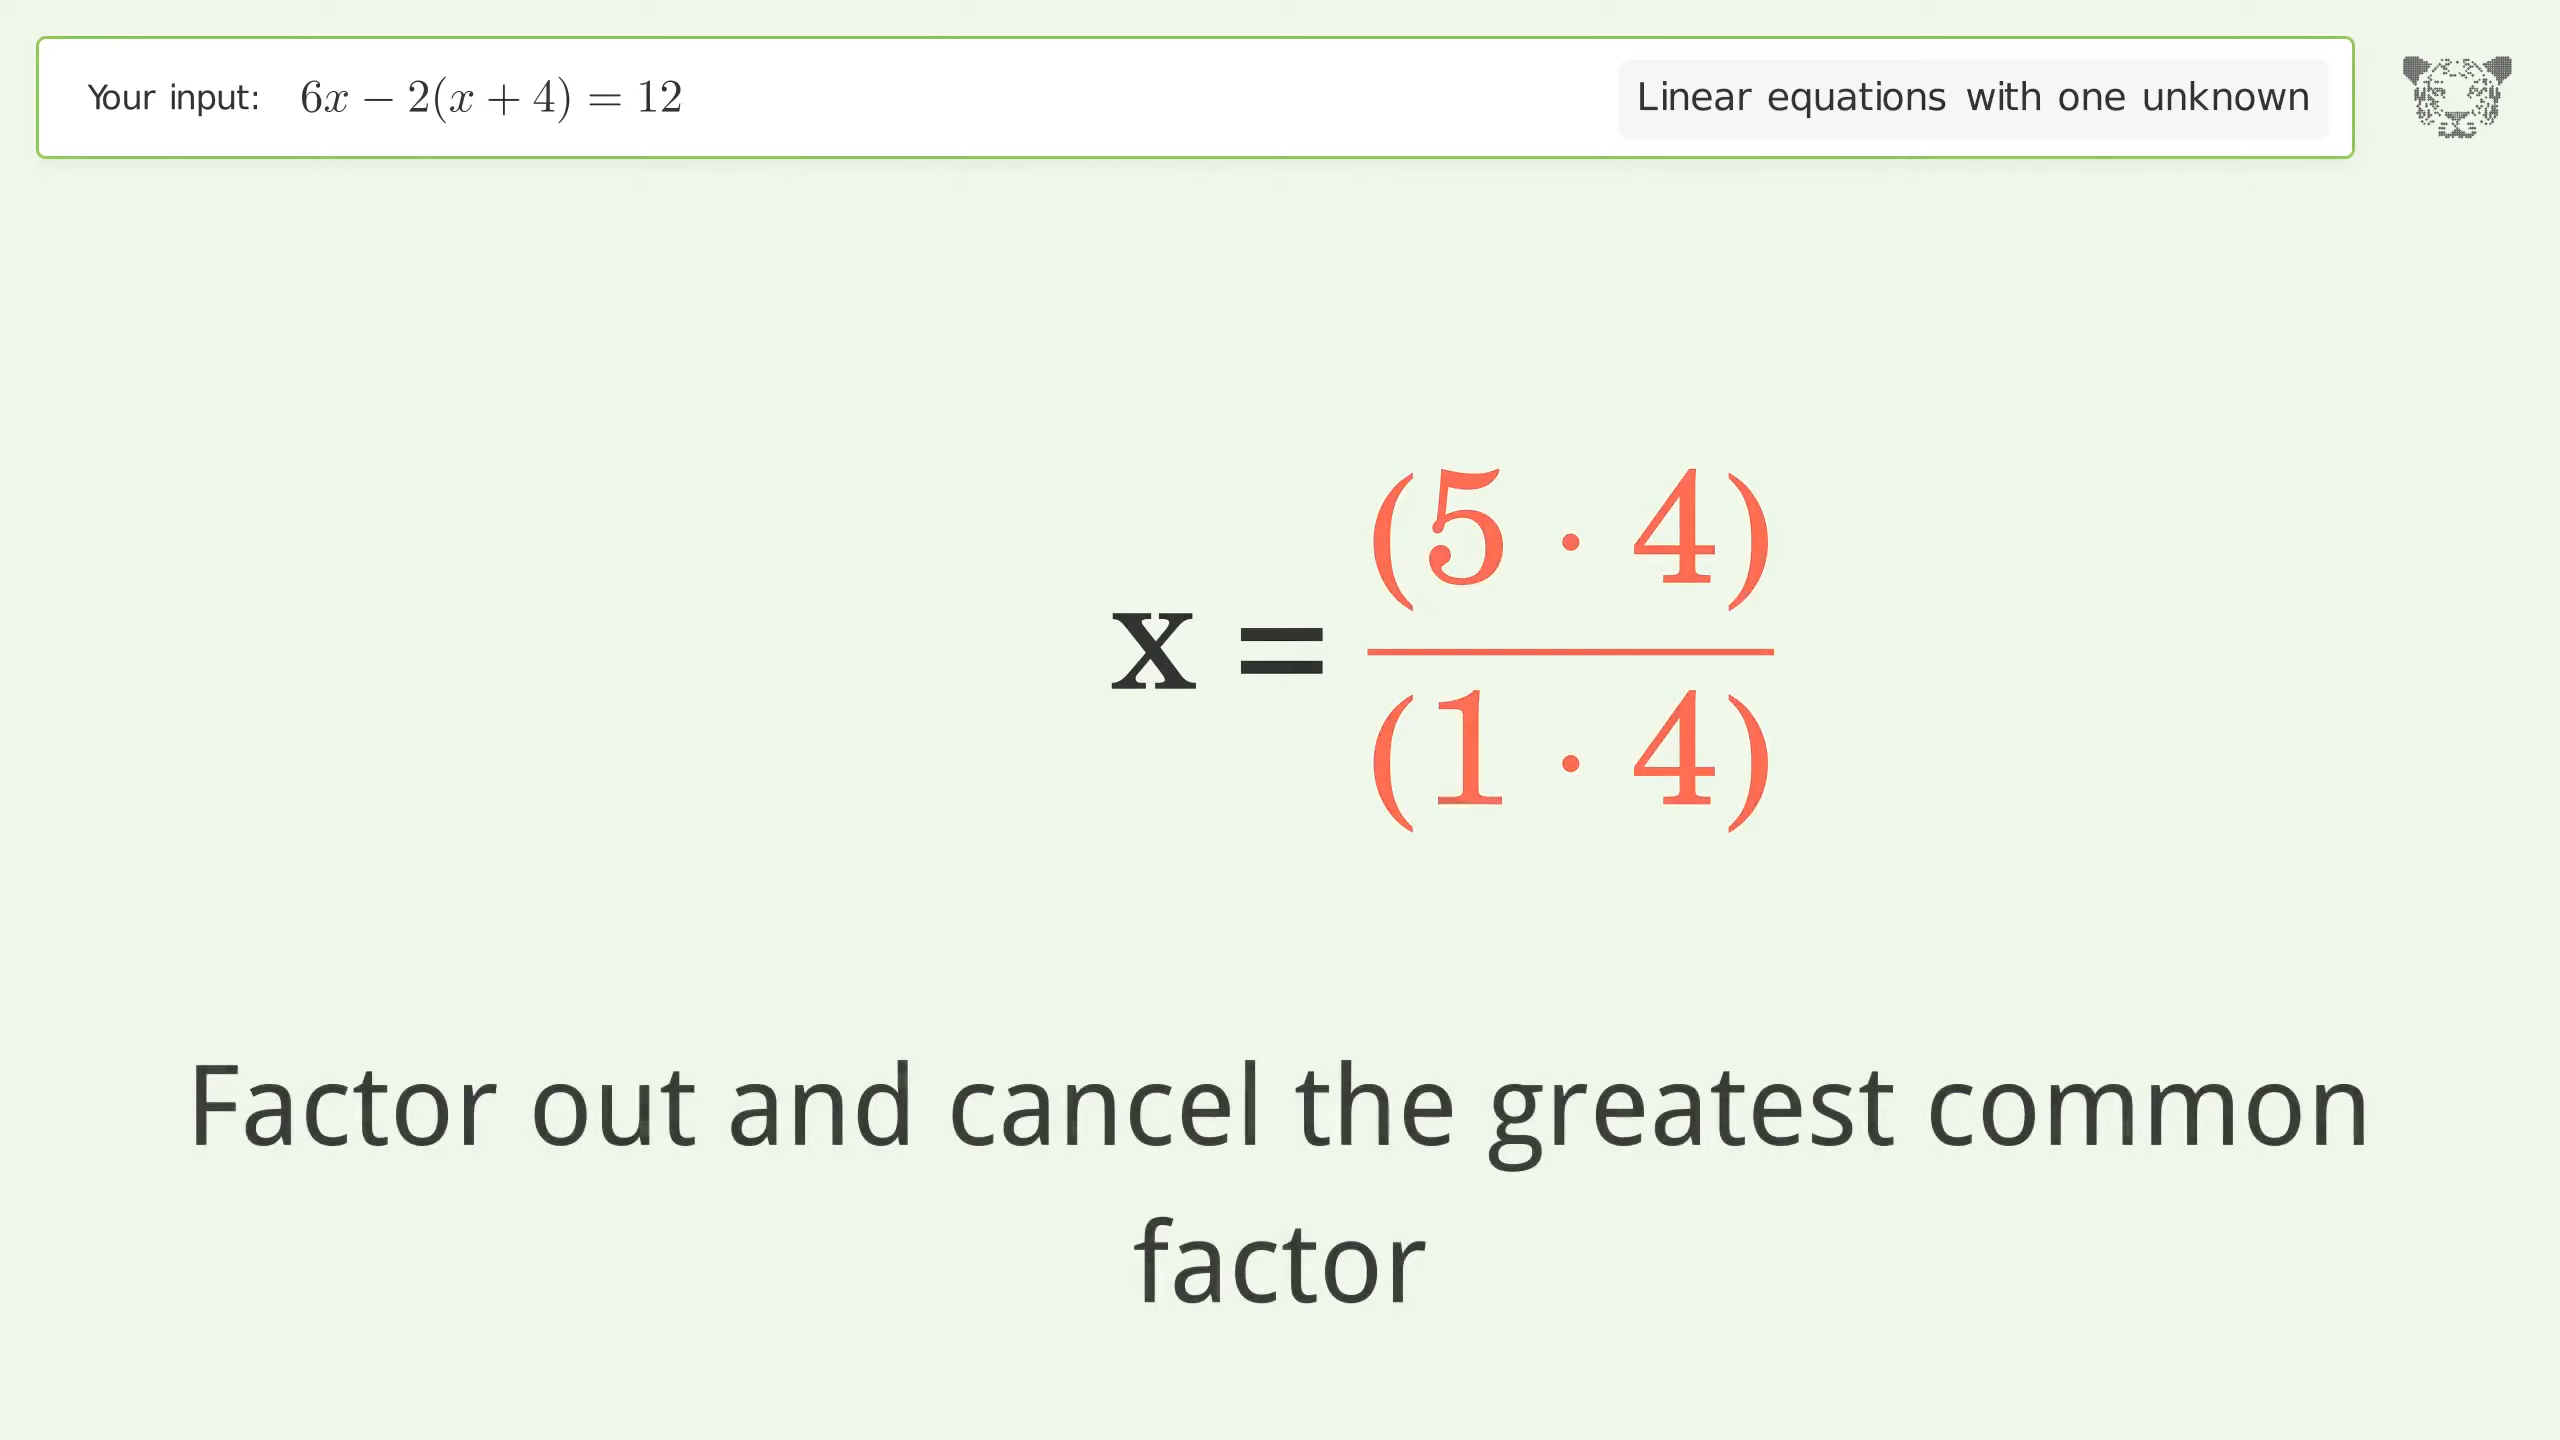 Your input: 6x − 2(x + 4) = 12
Linear equations with one unknown
x = (5 · 4)
(1 · 4)
Factor out and cancel the greatest common
factor